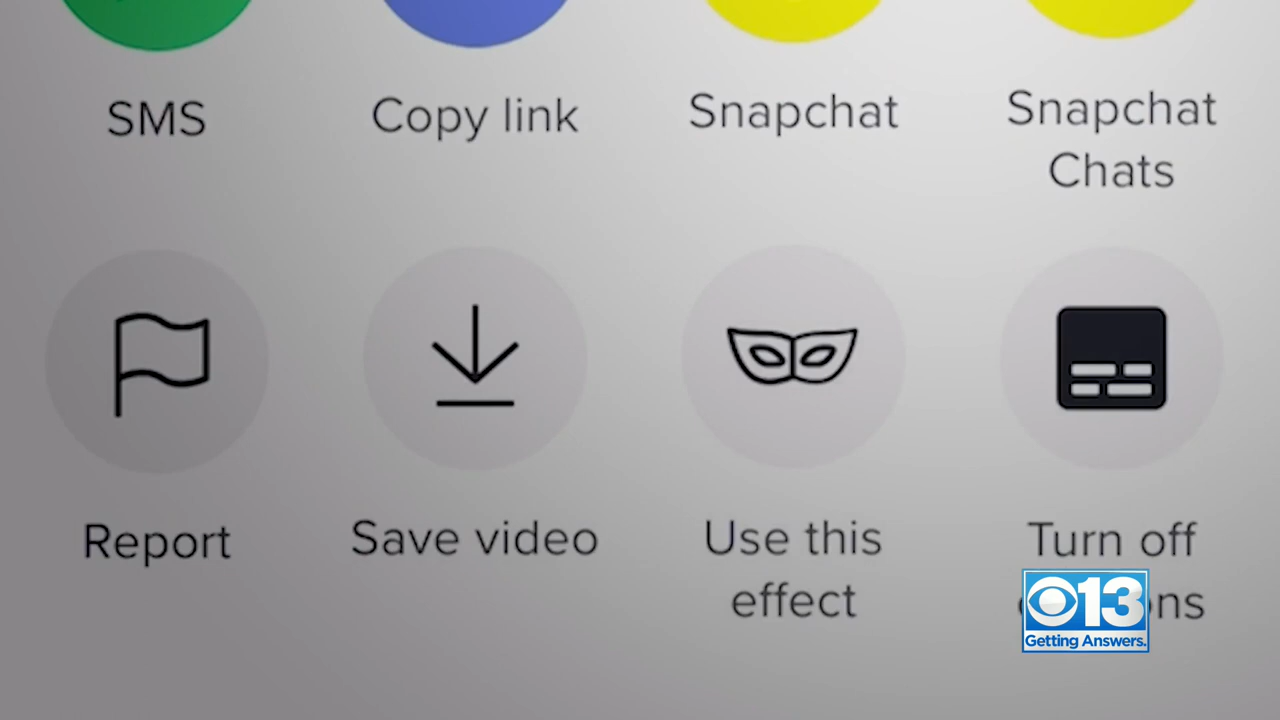 SMS
Copy link
Snapchat
Snapchat
Chats
Report
Save video
Use this
effect
Turn off
13
Getting Answers.